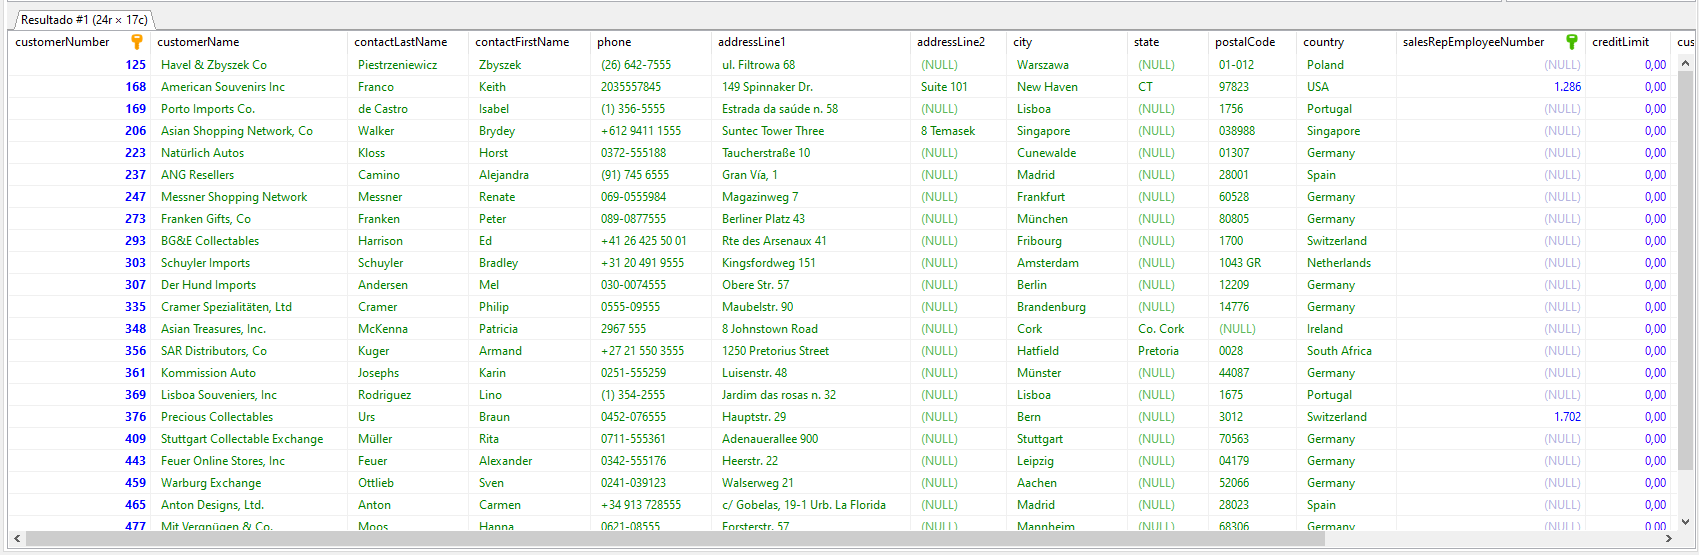 Resultado #1 (24r × 17c)
customerNumber customerName contactLastName contactFirstName phone addressLine1 addressLine2 city state postalCode country salesRepEmployeeNumber creditLimit cus
125 Havel & Zbyszek Co Piestrzeniewicz Zbyszek (26) 642-7555 ul. Filtrowa 68 (NULL) Warszawa (NULL) 01-012 Poland (NULL) 0,00
168 American Souvenirs Inc Franco Keith 2035557845 149 Spinnaker Dr. Suite 101 New Haven CT 97823 USA 1.286 0,00
169 Porto Imports Co. de Castro Isabel (1) 356-5555 Estrada da saúde n. 58 (NULL) Lisboa (NULL) 1756 Portugal (NULL) 0,00
206 Asian Shopping Network, Co Walker Brydey +612 9411 1555 Suntec Tower Three 8 Temasek Singapore (NULL) 038988 Singapore (NULL) 0,00
223 Natürlich Autos Kloss Horst 0372-555188 Taucherstraße 10 (NULL) Cunewalde (NULL) 01307 Germany (NULL) 0,00
237 ANG Resellers Camino Alejandra (91) 745 6555 Gran Vía, 1 (NULL) Madrid (NULL) 28001 Spain (NULL) 0,00
247 Messner Shopping Network Messner Renate 069-0555984 Magazinweg 7 (NULL) Frankfurt (NULL) 60528 Germany (NULL) 0,00
273 Franken Gifts, Co Franken Peter 089-0877555 Berliner Platz 43 (NULL) München (NULL) 80805 Germany (NULL) 0,00
293 BG&E Collectables Harrison Ed +41 26 425 50 01 Rte des Arsenaux 41 (NULL) Fribourg (NULL) 1700 Switzerland (NULL) 0,00
303 Schuyler Imports Schuyler Bradley +31 20 491 9555 Kingsfordweg 151 (NULL) Amsterdam (NULL) 1043 GR Netherlands (NULL) 0,00
307 Der Hund Imports Andersen Mel 030-0074555 Obere Str. 57 (NULL) Berlin (NULL) 12209 Germany (NULL) 0,00
335 Cramer Spezialitäten, Ltd Cramer Philip 0555-09555 Maubelstr. 90 (NULL) Brandenburg (NULL) 14776 Germany (NULL) 0,00
348 Asian Treasures, Inc. McKenna Patricia 2967 555 8 Johnstown Road (NULL) Cork Co. Cork (NULL) Ireland (NULL) 0,00
356 SAR Distributors, Co Kuger Armand +27 21 550 3555 1250 Pretorius Street (NULL) Hatfield Pretoria 0028 South Africa (NULL) 0,00
361 Kommission Auto Josephs Karin 0251-555259 Luisenstr. 48 (NULL) Münster (NULL) 44087 Germany (NULL) 0,00
369 Lisboa Souveniers, Inc Rodriguez Lino (1) 354-2555 Jardim das rosas n. 32 (NULL) Lisboa (NULL) 1675 Portugal (NULL) 0,00
376 Precious Collectables Urs Braun 0452-076555 Hauptstr. 29 (NULL) Bern (NULL) 3012 Switzerland 1.702 0,00
409 Stuttgart Collectable Exchange Müller Rita 0711-555361 Adenauerallee 900 (NULL) Stuttgart (NULL) 70563 Germany (NULL) 0,00
443 Feuer Online Stores, Inc Feuer Alexander 0342-555176 Heerstr. 22 (NULL) Leipzig (NULL) 04179 Germany (NULL) 0,00
459 Warburg Exchange Ottlieb Sven 0241-039123 Walserweg 21 (NULL) Aachen (NULL) 52066 Germany (NULL) 0,00
465 Anton Designs, Ltd. Anton Carmen +34 913 728555 c/ Gobelas, 19-1 Urb. La Florida (NULL) Madrid (NULL) 28023 Spain (NULL) 0,00
477 Mit Vergnügen & Co. Moos Hanna 0621-08555 Forsterstr. 57 (NULL) Mannheim (NULL) 68306 Germany (NULL) 0,00